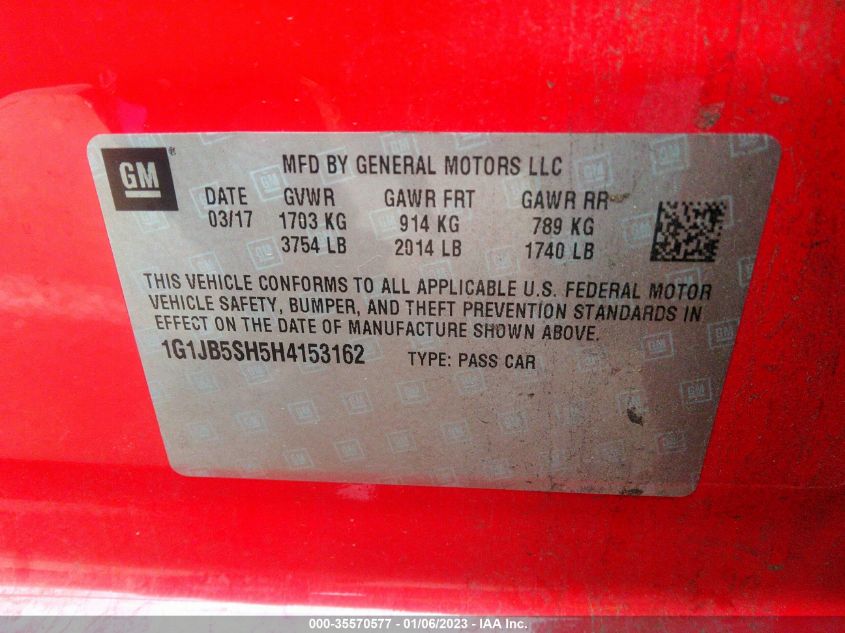 GM
®
MFD BY GENERAL MOTORS LLC
DATE GVWR GAWR FRT GAWR RR
03/17 1703 KG 914 KG 789 KG
3754 LB 2014 LB 1740 LB
THIS VEHICLE CONFORMS TO ALL APPLICABLE U.S. FEDERAL MOTOR
VEHICLE SAFETY, BUMPER, AND THEFT PREVENTION STANDARDS IN
EFFECT ON THE DATE OF MANUFACTURE SHOWN ABOVE.
1G1JB5SH5H4153162 TYPE: PASS CAR
000-35570577 - 01/06/2023 - IAA Inc.